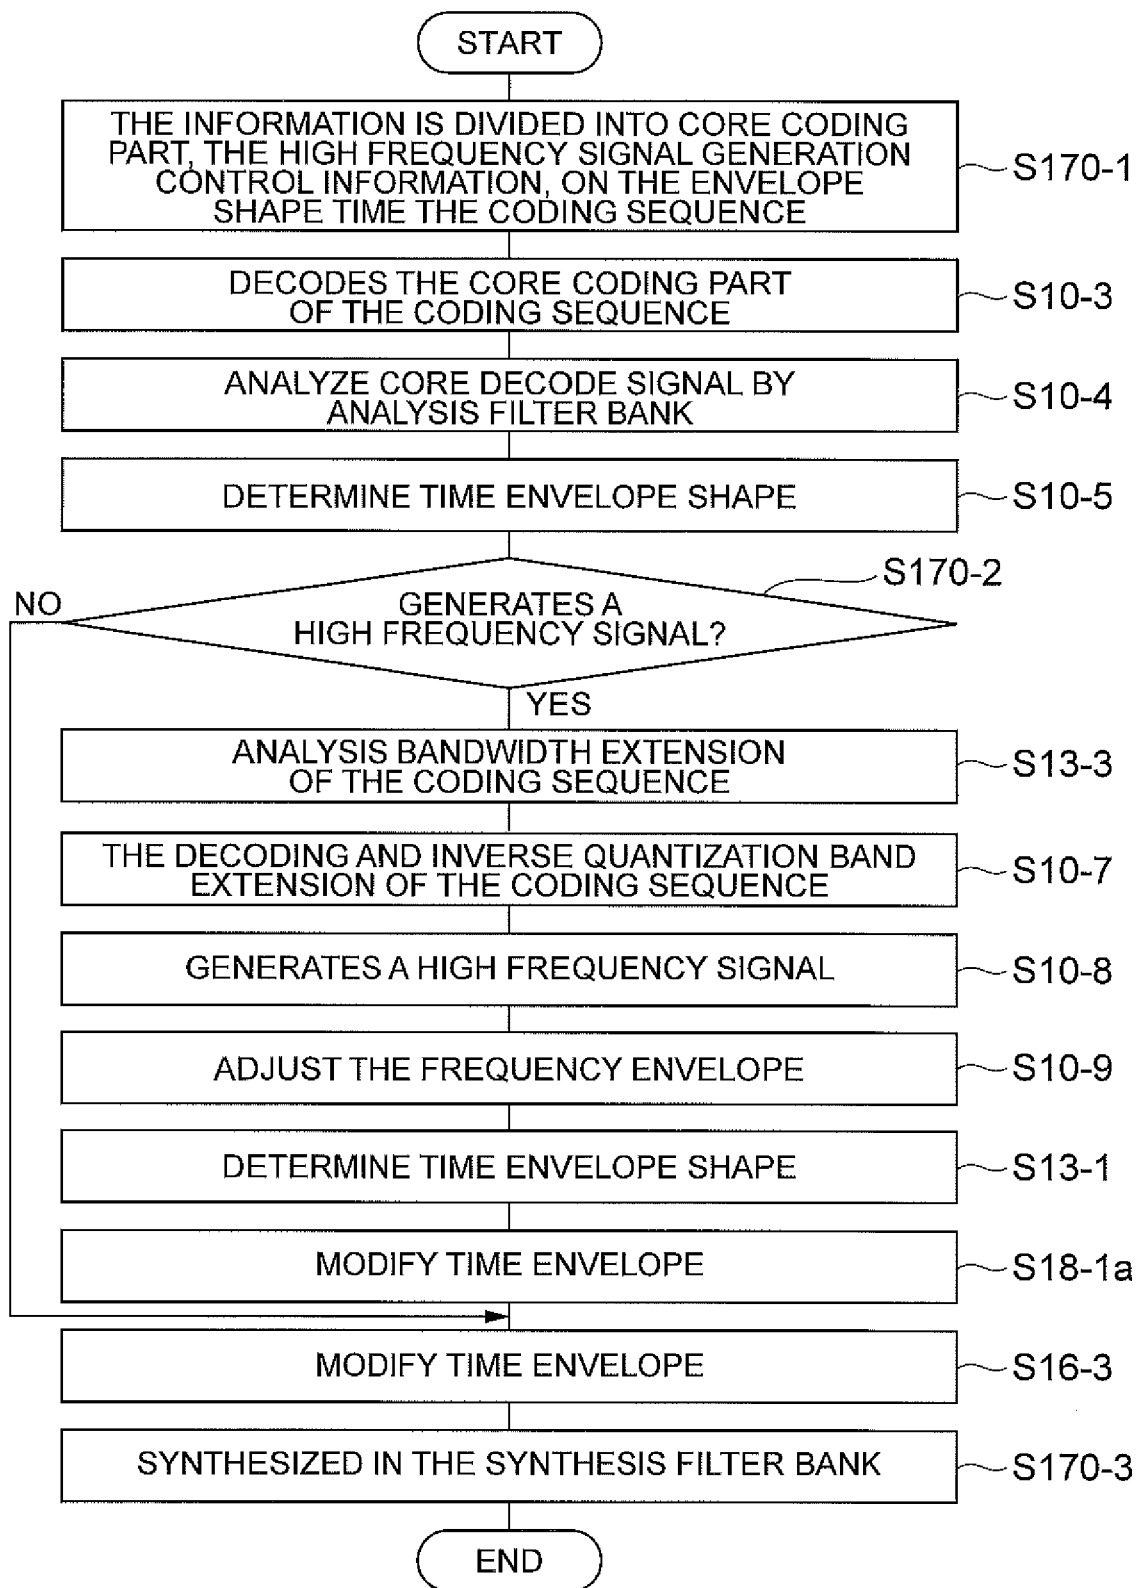 START
THE INFORMATION IS DIVIDED INTO CORE CODING
PART, THE HIGH FREQUENCY SIGNAL GENERATION
CONTROL INFORMATION, ON THE ENVELOPE
SHAPE TIME THE CODING SEQUENCE
S170-1
DECODES THE CORE CODING PART
OF THE CODING SEQUENCE
S10-3
ANALYZE CORE DECODE SIGNAL BY
ANALYSIS FILTER BANK
S10-4
DETERMINE TIME ENVELOPE SHAPE
S10-5
S170-2
NO
GENERATES A
HIGH FREQUENCY SIGNAL?
YES
ANALYSIS BANDWIDTH EXTENSION
OF THE CODING SEQUENCE
S13-3
THE DECODING AND INVERSE QUANTIZATION BAND
EXTENSION OF THE CODING SEQUENCE
S10-7
GENERATES A HIGH FREQUENCY SIGNAL
S10-8
ADJUST THE FREQUENCY ENVELOPE
S10-9
DETERMINE TIME ENVELOPE SHAPE
S13-1
MODIFY TIME ENVELOPE
S18-1a
MODIFY TIME ENVELOPE
S16-3
SYNTHESIZED IN THE SYNTHESIS FILTER BANK
S170-3
END